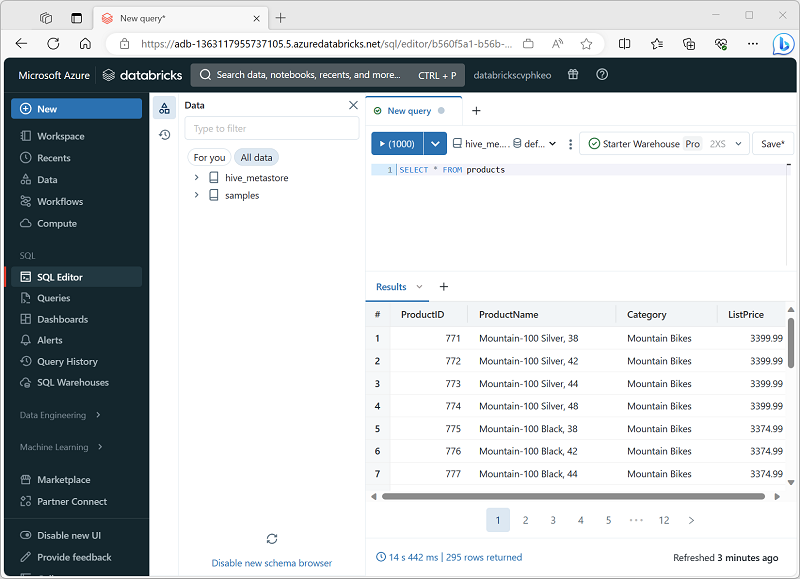 New query*
https://adb-1363117955737105.5.azuredatabricks.net/sql/editor/b560f5a1-b56b-...
Microsoft Azure databricks Search data, notebooks, recents, and more... CTRL + P databrickscvphkeo
New
Workspace
Recents
Data
Workflows
Compute
SQL
SQL Editor
Queries
Dashboards
Alerts
Query History
SQL Warehouses
Data Engineering
Machine Learning
Marketplace
Partner Connect
Disable new UI
Provide feedback
Data
Type to filter
For you All data
hive_metastore
samples
Disable new schema browser
New query
(1000) hive_me.... def... Starter Warehouse Pro 2XS Save*
1 SELECT * FROM products
Results
# ProductID ProductName Category ListPrice
1 771 Mountain-100 Silver, 38 Mountain Bikes 3399.99
2 772 Mountain-100 Silver, 42 Mountain Bikes 3399.99
3 773 Mountain-100 Silver, 44 Mountain Bikes 3399.99
4 774 Mountain-100 Silver, 48 Mountain Bikes 3399.99
5 775 Mountain-100 Black, 38 Mountain Bikes 3374.99
6 776 Mountain-100 Black, 42 Mountain Bikes 3374.99
7 777 Mountain-100 Black, 44 Mountain Bikes 3374.99
1 2 3 4 5 ... 12
14 s 442 ms | 295 rows returned Refreshed 3 minutes ago